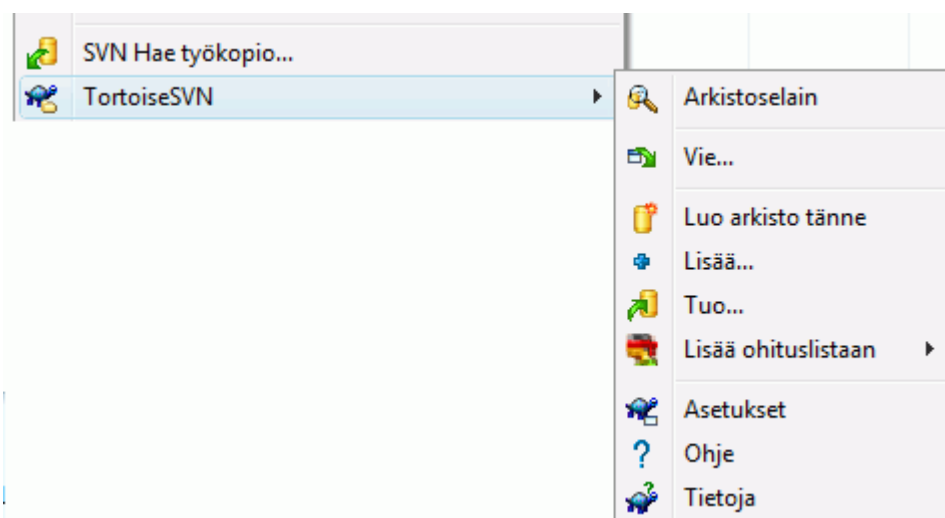 SVN Hae työkopio...
TortoiseSVN
Arkistoselain
Vie...
Luo arkisto tänne
Lisää...
Tuo...
Lisää ohituslistaan
Asetukset
Ohje
Tietoja